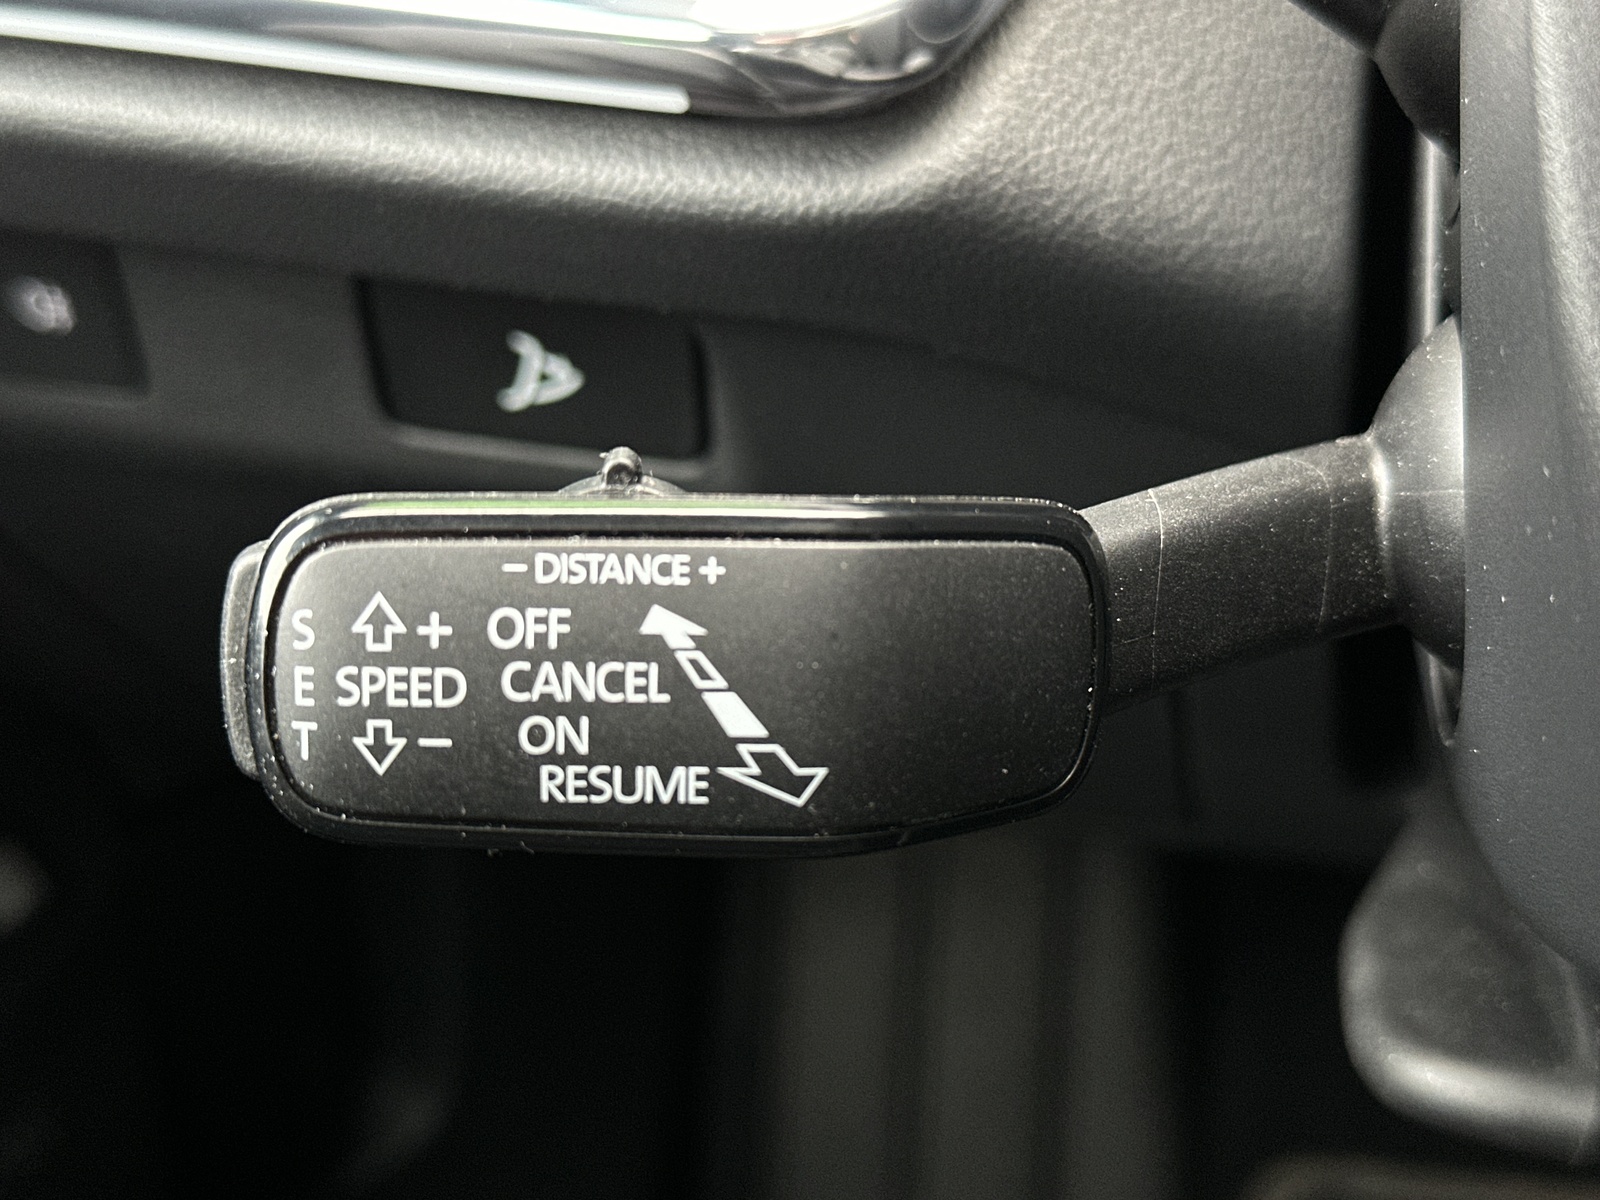 - DISTANCE +
S + OFF
E SPEED CANCEL
T - ON
RESUME